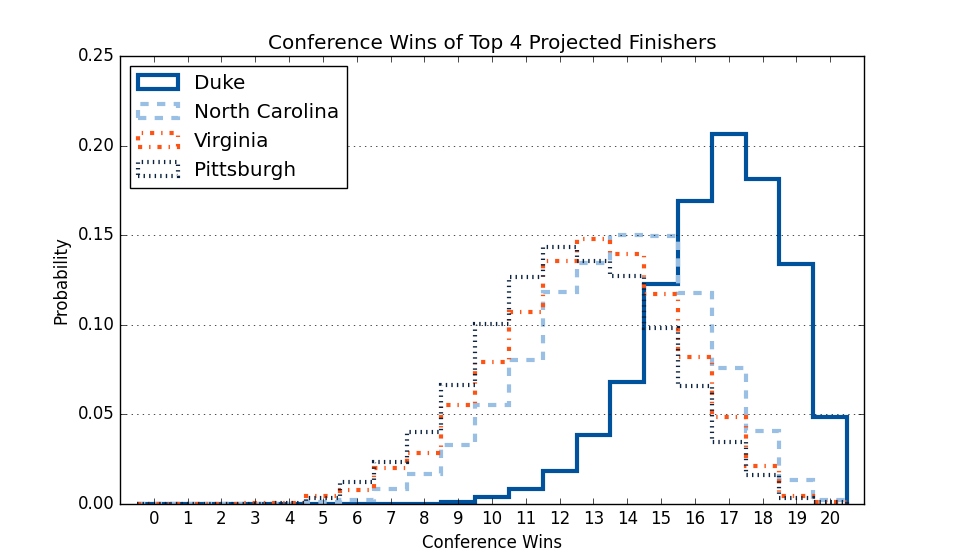 Conference Wins of Top 4 Projected Finishers
0.25
0.20
0.15
0.10
0.05
0.00
Probability
Duke
North Carolina
Virginia
Pittsburgh
0 1 2 3 4 5 6 7 8 9 10 11 12 13 14 15 16 17 18 19 20
Conference Wins